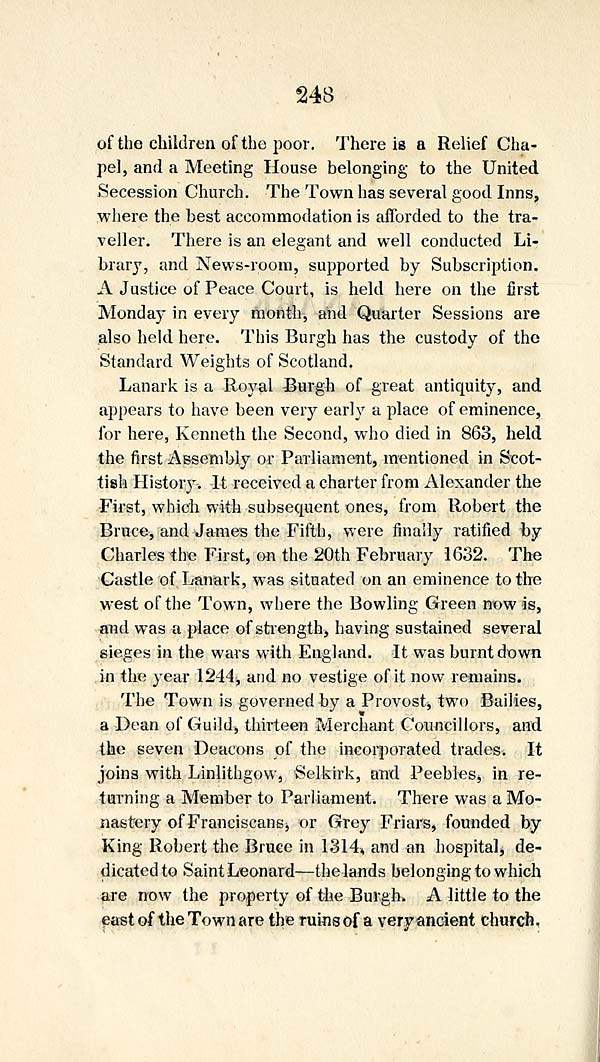 248
of the children of the poor. There is a Relief Cha-
pel, and a Meeting House belonging to the United
Secession Church. The Town has several good Inns,
where the best accommodation is afforded to the tra-
veller. There is an elegant and well conducted Li-
brary, and News-room, supported by Subscription.
A Justice of Peace Court, is held here on the first
Monday in every month, and Quarter Sessions are
also held here. This Burgh has the custody of the
Standard Weights of Scotland.
Lanark is a Royal Burgh of great antiquity, and
appears to have been very early a place of eminence,
for here, Kenneth the Second, who died in 863, held
the first Assembly or Parliament, mentioned in Scot-
tish History. It received a charter from Alexander the
First, which with subsequent ones, from Robert the
Bruce, and James the Fifth, were finally ratified by
Charles the First, on the 20th February 1632. The
Castle of Lanark, was situated on an eminence to the
west of the Town, where the Bowling Green now is,
and was a place of strength, having sustained several
sieges in the wars with England. It was burnt down
in the year 1244, and no vestige of it now remains.
The Town is governed by a Provost, two Bailies,
a Dean of Guild, thirteen Merchant Councillors, and
the seven Deacons of the incorporated trades. It
joins with Linlithgow, Selkirk, and Peebles, in re-
turning a Member to Parliament. There was a Mo-
nastery of Franciscans, or Grey Friars, founded by
King Robert the Bruce in 1314, and an hospital, de-
dicated to Saint Leonard—the lands belonging to which
are now the property of the Burgh. A little to the
east of the Town are the ruins of a very ancient church.